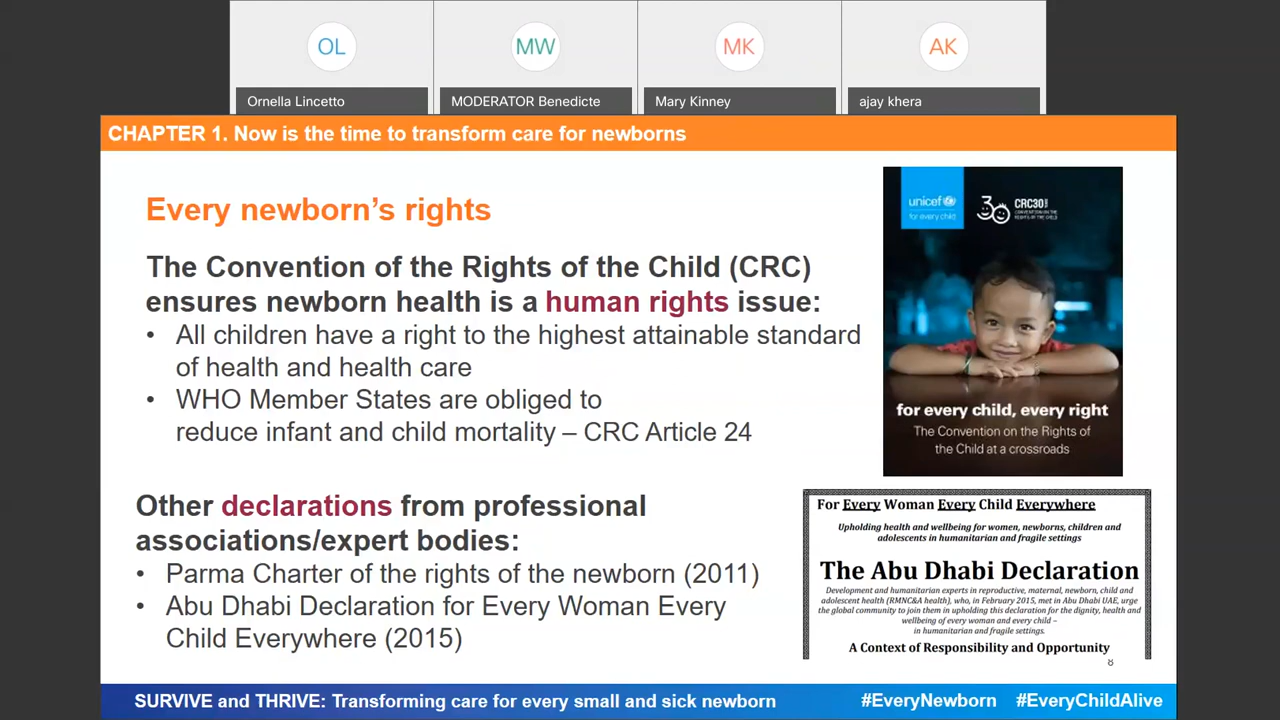 OL
MW
MK
AK
Ornella Lincetto
MODERATOR Benedicte
Mary Kinney
ajay khera
CHAPTER 1. Now is the time to transform care for newborns
Every newborn's rights
The Convention of the Rights of the Child (CRC)
ensures newborn health is a human rights issue:
• All children have a right to the highest attainable standard
of health and health care
• WHO Member States are obliged to
reduce infant and child mortality – CRC Article 24
Other declarations from professional
associations/expert bodies:
• Parma Charter of the rights of the newborn (2011)
• Abu Dhabi Declaration for Every Woman Every
Child Everywhere (2015)
unicef
for every child
30
CRC30
CONVENTION ON THE
RIGHTS OF THE CHILD
for every child, every right
The Convention on the Rights of
the Child at a crossroads
For Every Woman Every Child Everywhere
Upholding health and wellbeing for women, newborns, children and
adolescents in humanitarian and fragile settings
The Abu Dhabi Declaration
Development and humanitarian experts in reproductive, maternal, newborn, child and
adolescent health (RMNC&A health), who, in February 2015, met in Abu Dhabi UAE, urge
the global community to join them in upholding this declaration for the dignity, health and
wellbeing of every woman and every child –
in humanitarian and fragile settings.
A Context of Responsibility and Opportunity
8
SURVIVE and THRIVE: Transforming care for every small and sick newborn
#EveryNewborn #EveryChildAlive